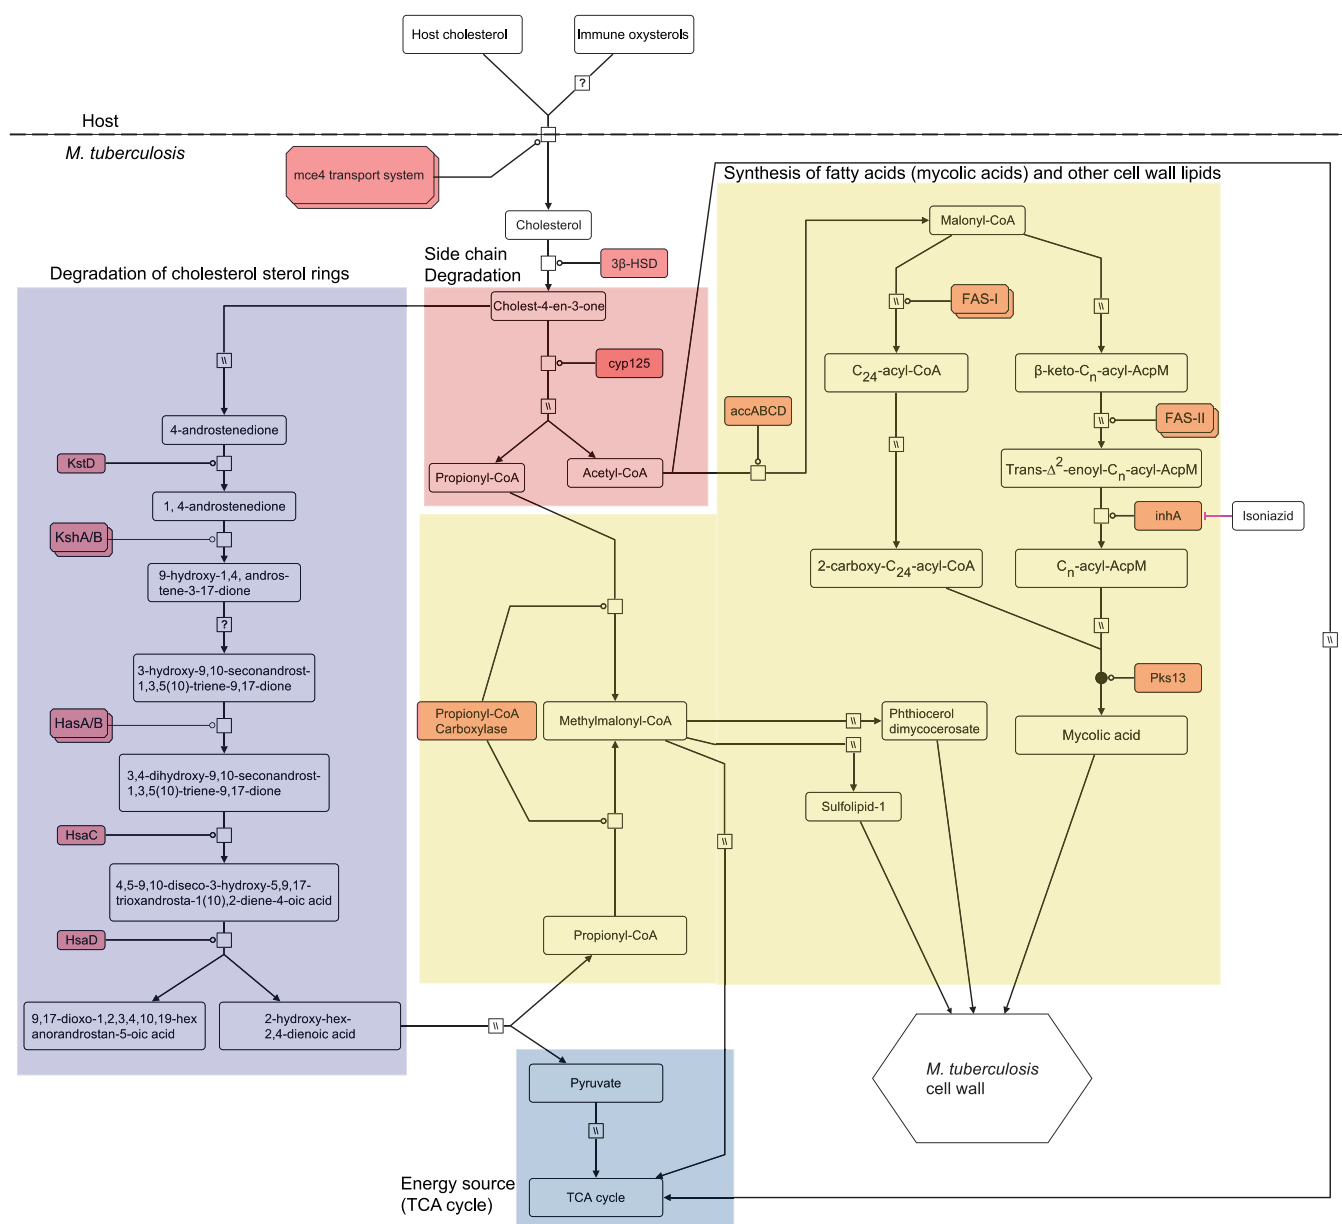 Host cholesterol
Immune oxysterols
?
Host
M. tuberculosis
mce4 transport system
Synthesis of fatty acids (mycolic acids) and other cell wall lipids
Cholesterol
Malonyl-CoA
Side chain
Degradation
3β-HSD
Degradation of cholesterol sterol rings
Cholest-4-en-3-one
\\
FAS-I
\\
\\
cyp125
C24-acyl-CoA
β-keto-Cn-acyl-AcpM
\\
accABCD
\\
FAS-II
\\
4-androstenedione
KstD
Propionyl-CoA
Acetyl-CoA
Trans-Δ2-enoyl-Cn-acyl-AcpM
1, 4-androstenedione
inhA
Isoniazid
KshA/B
9-hydroxy-1,4, andros-
tene-3-17-dione
2-carboxy-C24-acyl-CoA
Cn-acyl-AcpM
?
\\
\\
3-hydroxy-9,10-seconandrost-
1,3,5(10)-triene-9,17-dione
Pks13
HasA/B
Propionyl-CoA
Carboxylase
Methylmalonyl-CoA
\\
Phthiocerol
dimycocerosate
Mycolic acid
\\
3,4-dihydroxy-9,10-seconandrost-
1,3,5(10)-triene-9,17-dione
Sulfolipid-1
HsaC
\\
4,5-9,10-diseco-3-hydroxy-5,9,17-
trioxandrosta-1(10),2-diene-4-oic acid
HsaD
Propionyl-CoA
9,17-dioxo-1,2,3,4,10,19-hex
anorandrostan-5-oic acid
2-hydroxy-hex-
2,4-dienoic acid
\\
Pyruvate
M. tuberculosis
cell wall
\\
Energy source
(TCA cycle)
TCA cycle